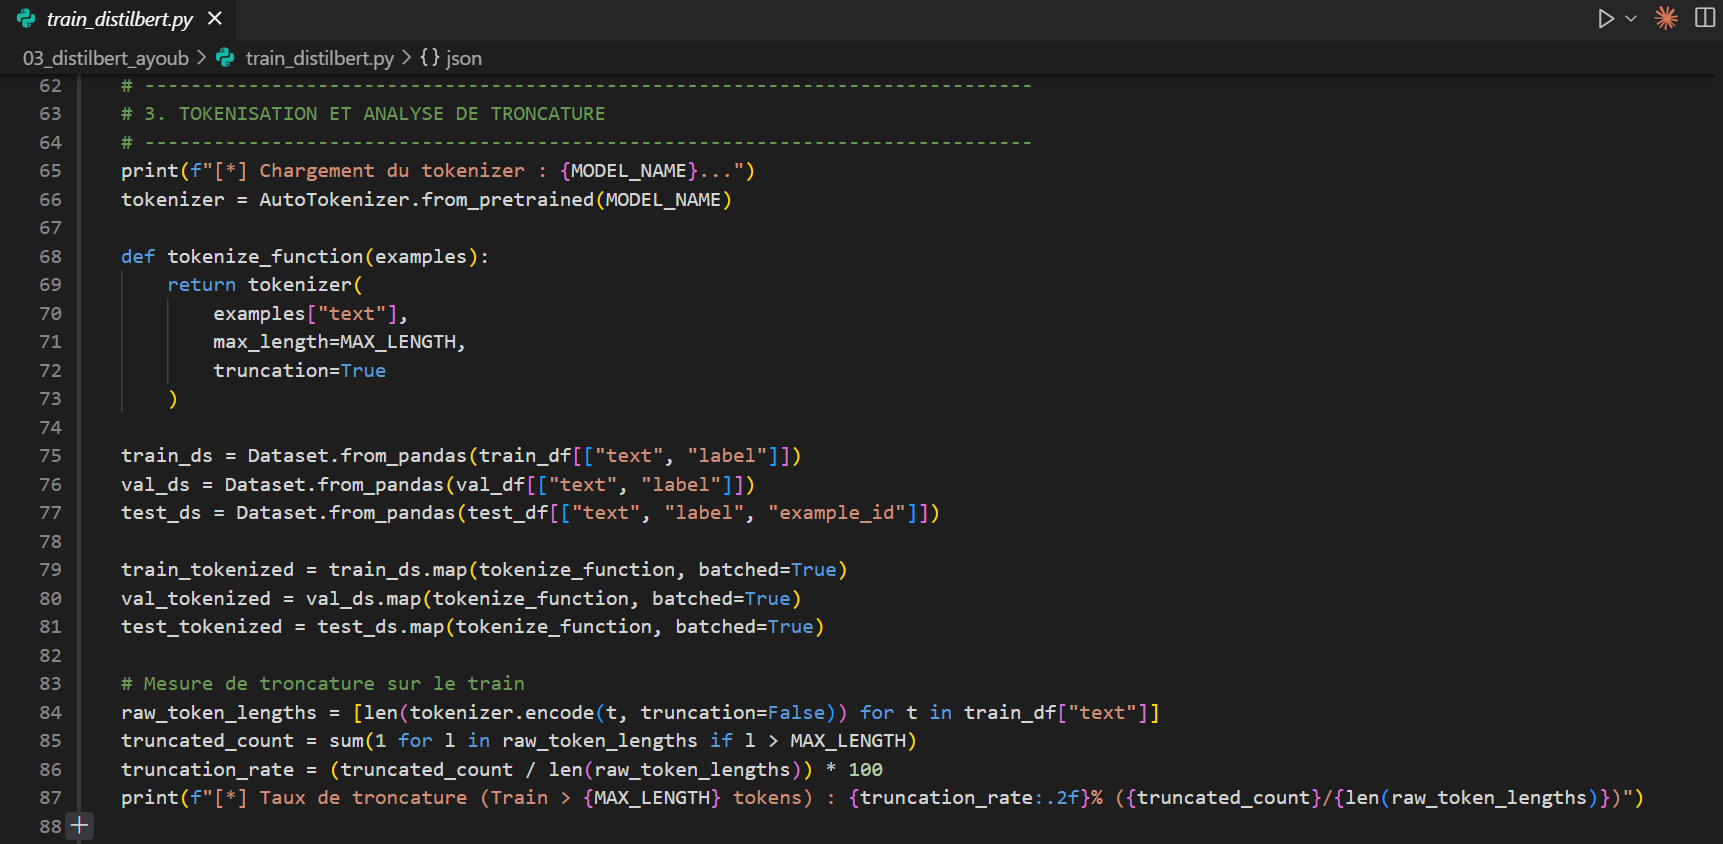 train_distilbert.py
03_distilbert_ayoub > train_distilbert.py > {} json
62 # -----------------------------------------------------------------------------
63 # 3. TOKENISATION ET ANALYSE DE TRONCATURE
64 # -----------------------------------------------------------------------------
65 print(f"[*] Chargement du tokenizer : {MODEL_NAME}...")
66 tokenizer = AutoTokenizer.from_pretrained(MODEL_NAME)
67
68 def tokenize_function(examples):
69     return tokenizer(
70         examples["text"],
71         max_length=MAX_LENGTH,
72         truncation=True
73     )
74
75 train_ds = Dataset.from_pandas(train_df[["text", "label"]])
76 val_ds = Dataset.from_pandas(val_df[["text", "label"]])
77 test_ds = Dataset.from_pandas(test_df[["text", "label", "example_id"]])
78
79 train_tokenized = train_ds.map(tokenize_function, batched=True)
80 val_tokenized = val_ds.map(tokenize_function, batched=True)
81 test_tokenized = test_ds.map(tokenize_function, batched=True)
82
83 # Mesure de troncature sur le train
84 raw_token_lengths = [len(tokenizer.encode(t, truncation=False)) for t in train_df["text"]]
85 truncated_count = sum(1 for l in raw_token_lengths if l > MAX_LENGTH)
86 truncation_rate = (truncated_count / len(raw_token_lengths)) * 100
87 print(f"[*] Taux de troncature (Train > {MAX_LENGTH} tokens) : {truncation_rate:.2f}% ({truncated_count}/{len(raw_token_lengths)})")
88